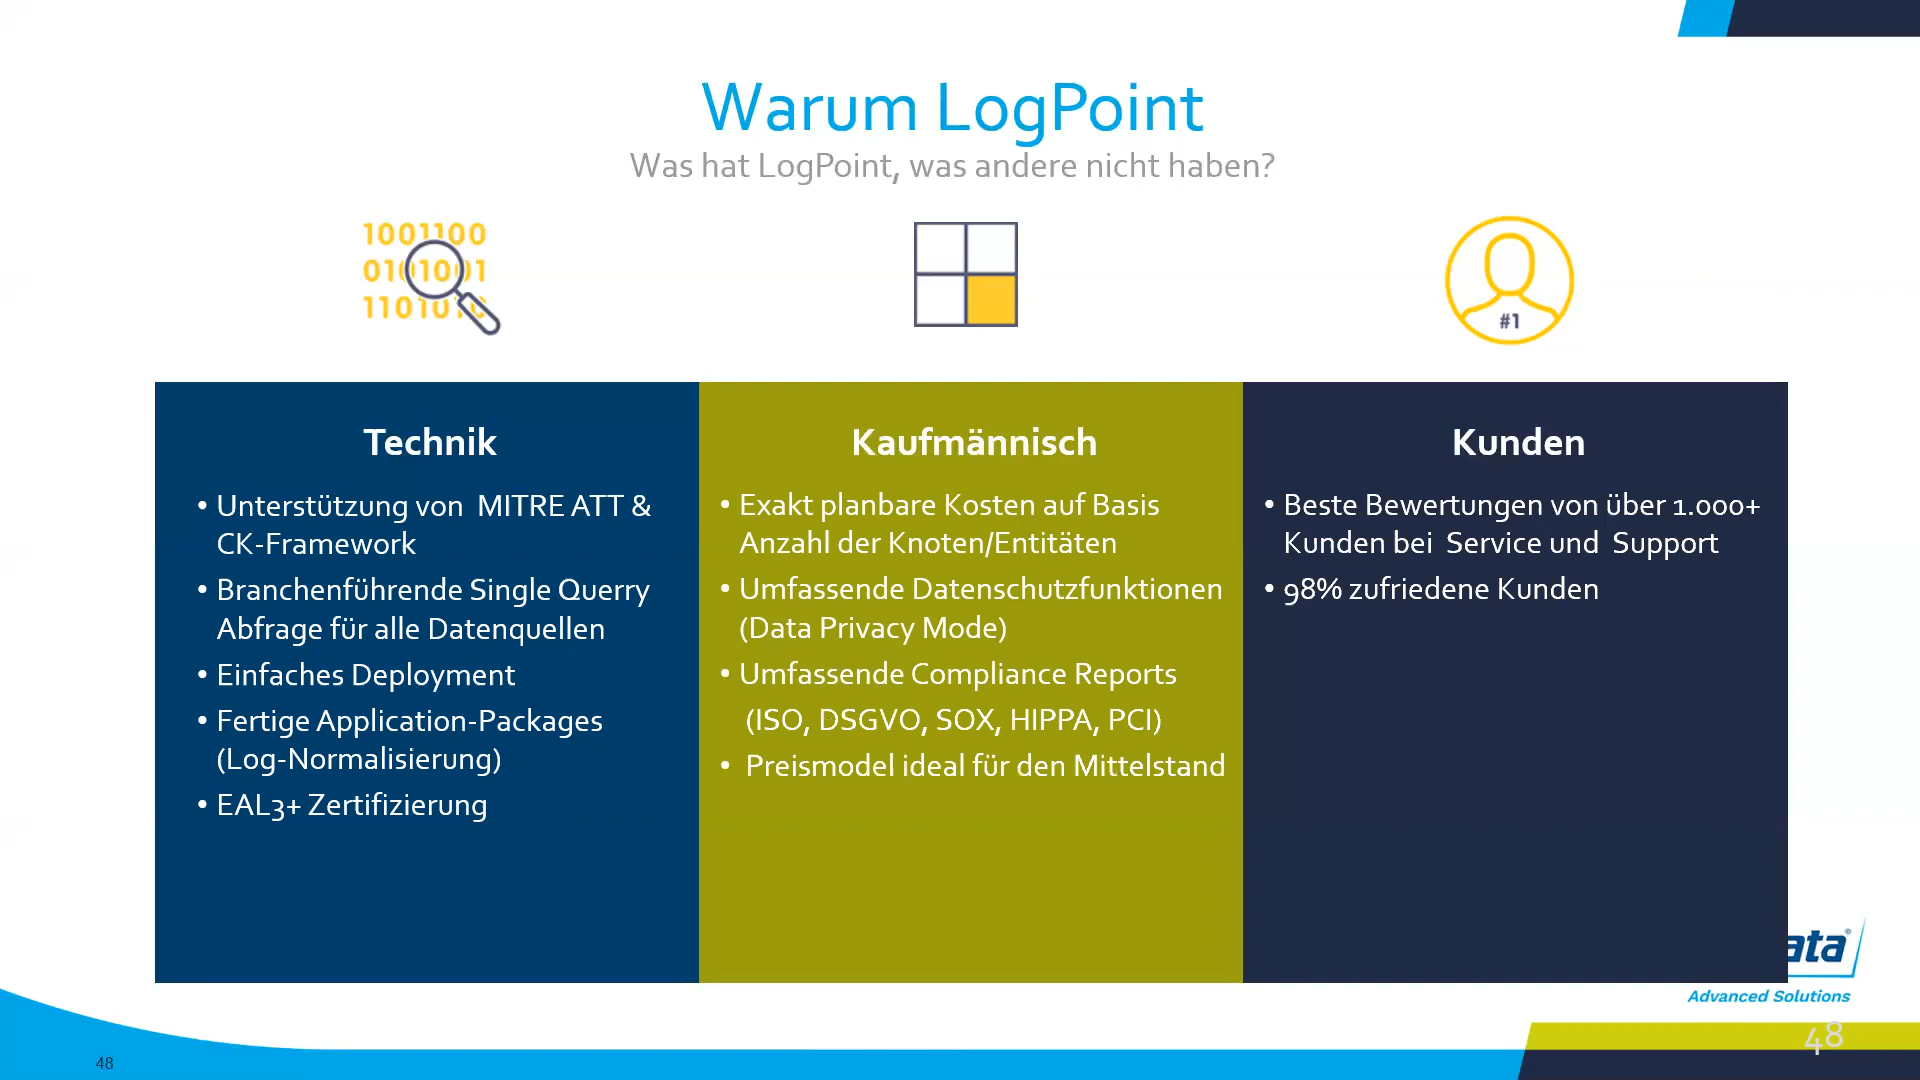 Warum LogPoint
Was hat LogPoint, was andere nicht haben?
1001100
0101001
110101
#1
Technik
• Unterstützung von MITRE ATT &
CK-Framework
• Branchenführende Single Querry
Abfrage für alle Datenquellen
• Einfaches Deployment
• Fertige Application-Packages
(Log-Normalisierung)
• EAL3+ Zertifizierung
Kaufmännisch
• Exakt planbare Kosten auf Basis
Anzahl der Knoten/Entitäten
• Umfassende Datenschutzfunktionen
(Data Privacy Mode)
• Umfassende Compliance Reports
(ISO, DSGVO, SOX, HIPPA, PCI)
• Preismodel ideal für den Mittelstand
Kunden
• Beste Bewertungen von über 1.000+
Kunden bei Service und Support
• 98% zufriedene Kunden
ata®
Advanced Solutions
48
48